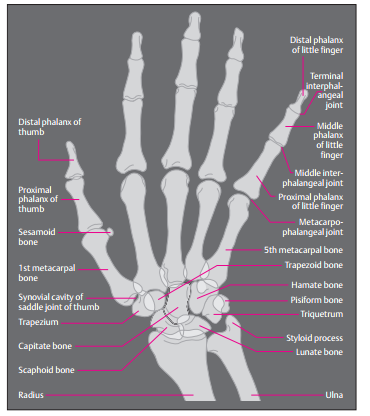 Distal phalanx
of little finger
Terminal
interphal-
angeal
joint
Middle
phalanx
of little
finger
Middle inter-
phalangeal joint
Proximal phalanx
of little finger
Metacarpo-
phalangeal joint
5th metacarpal bone
Trapezoid bone
Hamate bone
Pisiform bone
Triquetrum
Styloid process
Lunate bone
Ulna
Distal phalanx of
thumb
Proximal
phalanx of
thumb
Sesamoid
bone
1st metacarpal
bone
Synovial cavity of
saddle joint of thumb
Trapezium
Capitate bone
Scaphoid bone
Radius